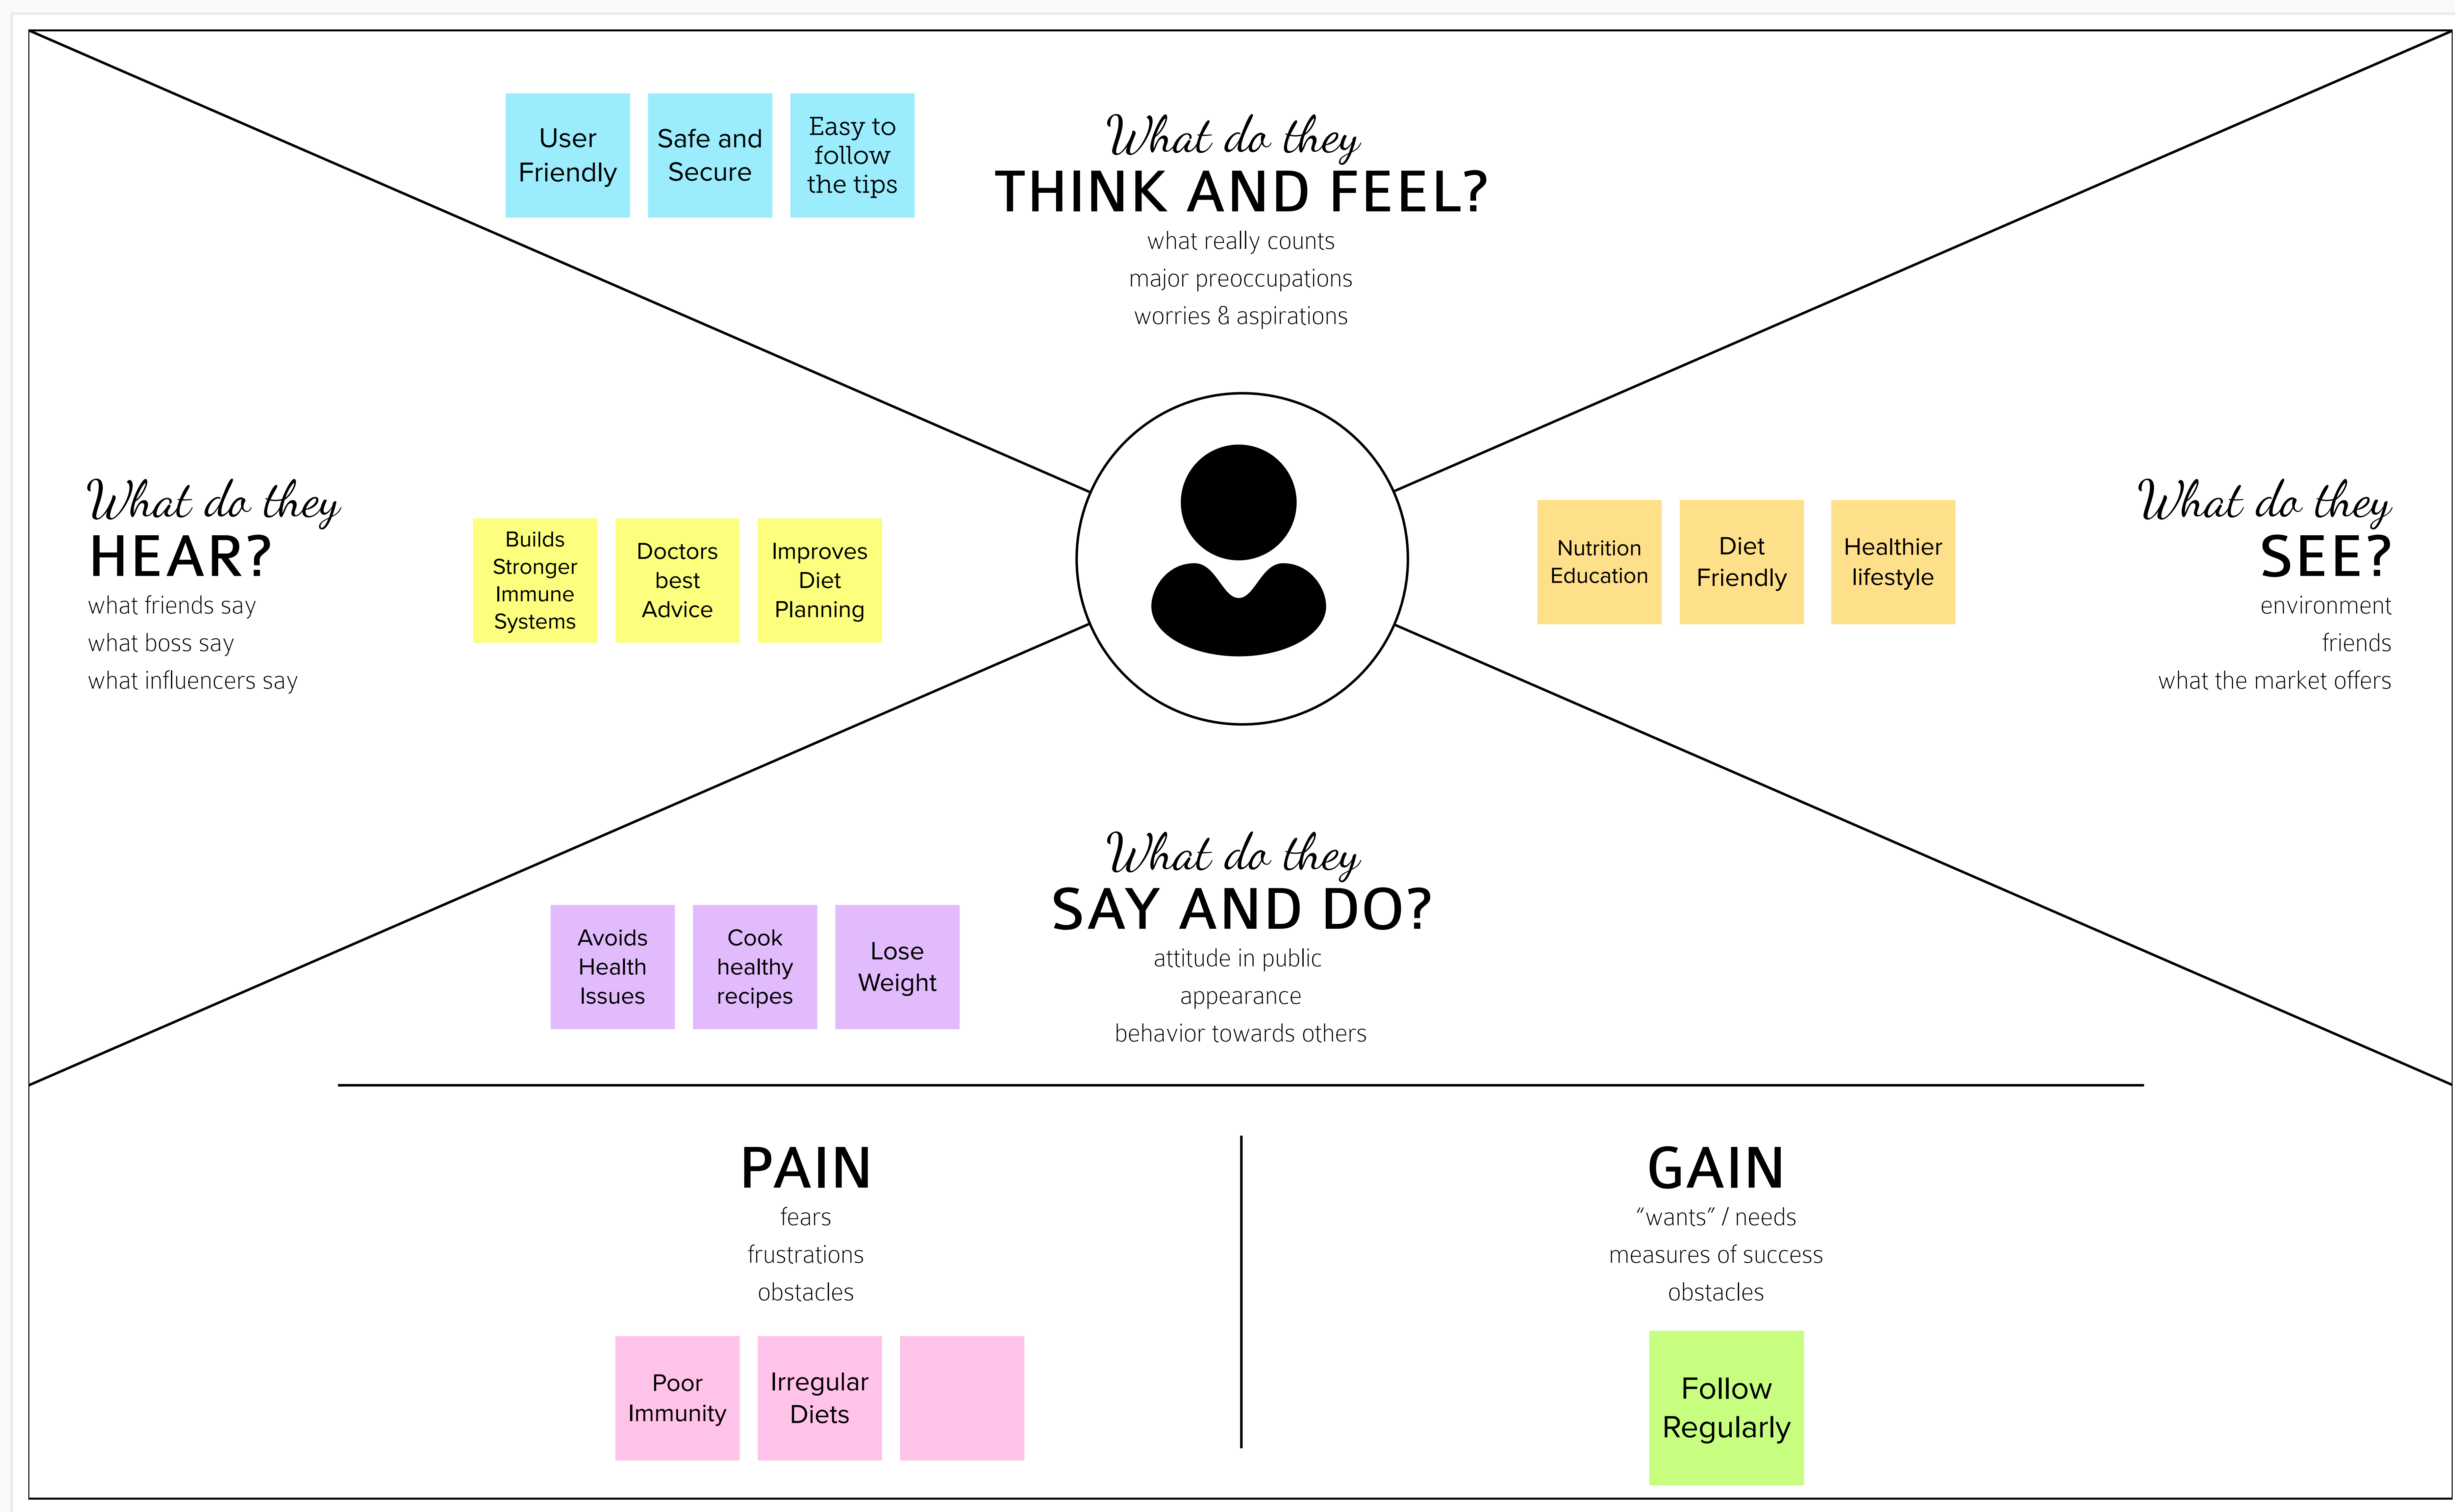 User
Friendly
Safe and
Secure
Easy to
follow
the tips
What do they
THINK AND FEEL?
what really counts
major preoccupations
worries & aspirations
What do they
HEAR?
what friends say
what boss say
what influencers say
Builds
Stronger
Immune
Systems
Doctors
best
Advice
Improves
Diet
Planning
Nutrition
Education
Diet
Friendly
Healthier
lifestyle
What do they
SEE?
environment
friends
what the market offers
What do they
SAY AND DO?
attitude in public
appearance
behavior towards others
Avoids
Health
Issues
Cook
healthy
recipes
Lose
Weight
PAIN
fears
frustrations
obstacles
Poor
Immunity
Irregular
Diets
GAIN
“wants” / needs
measures of success
obstacles
Follow
Regularly